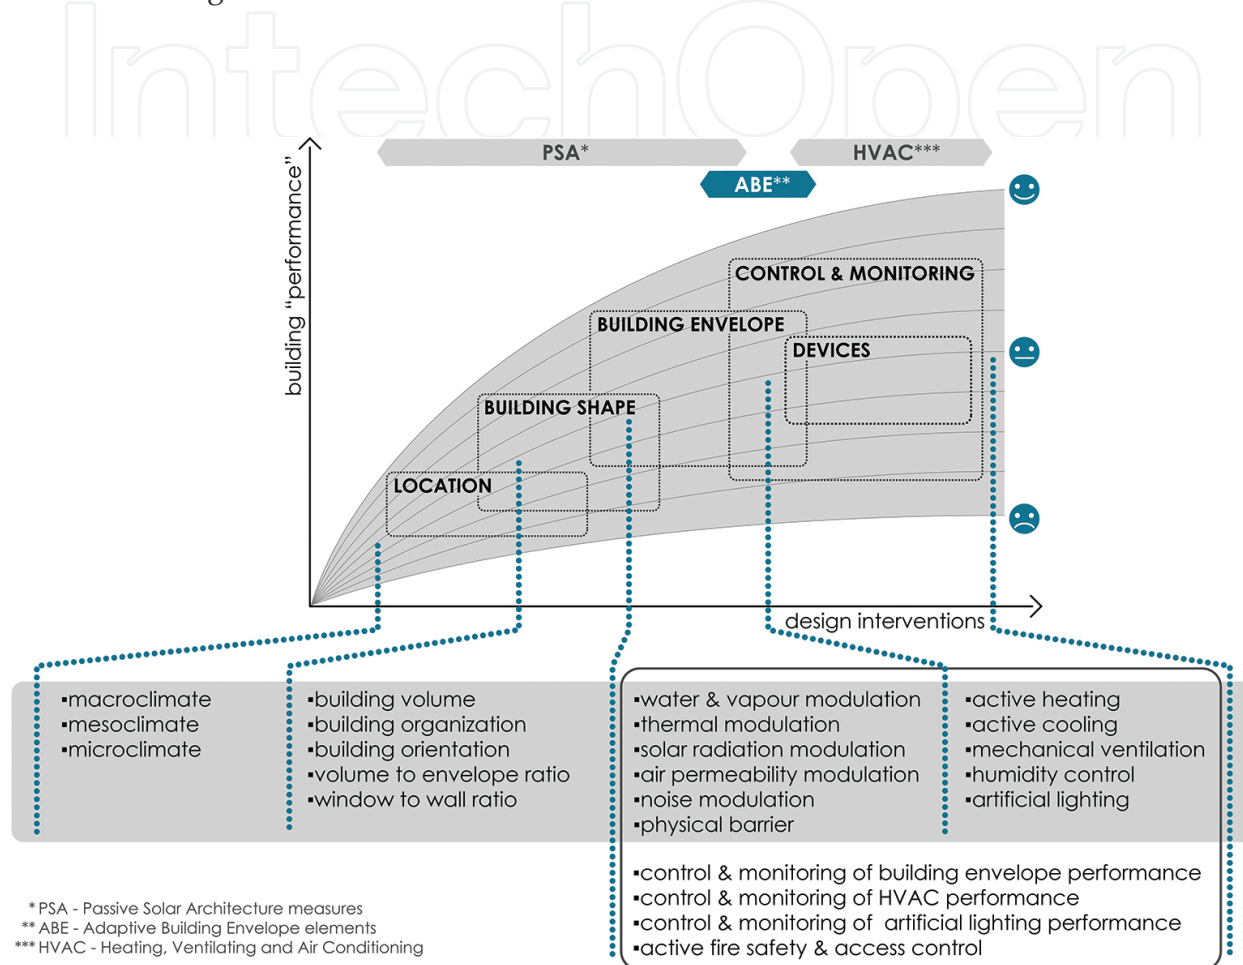 IntechOpen
PSA*
HVAC***
ABE**
building “performance”
CONTROL & MONITORING
BUILDING ENVELOPE
DEVICES
BUILDING SHAPE
LOCATION
design interventions
▪macroclimate
▪mesoclimate
▪microclimate
▪building volume
▪building organization
▪building orientation
▪volume to envelope ratio
▪window to wall ratio
▪water & vapour modulation
▪thermal modulation
▪solar radiation modulation
▪air permeability modulation
▪noise modulation
▪physical barrier
▪active heating
▪active cooling
▪mechanical ventilation
▪humidity control
▪artificial lighting
▪control & monitoring of building envelope performance
▪control & monitoring of HVAC performance
▪control & monitoring of artificial lighting performance
▪active fire safety & access control
* PSA - Passive Solar Architecture measures
** ABE - Adaptive Building Envelope elements
*** HVAC - Heating, Ventilating and Air Conditioning